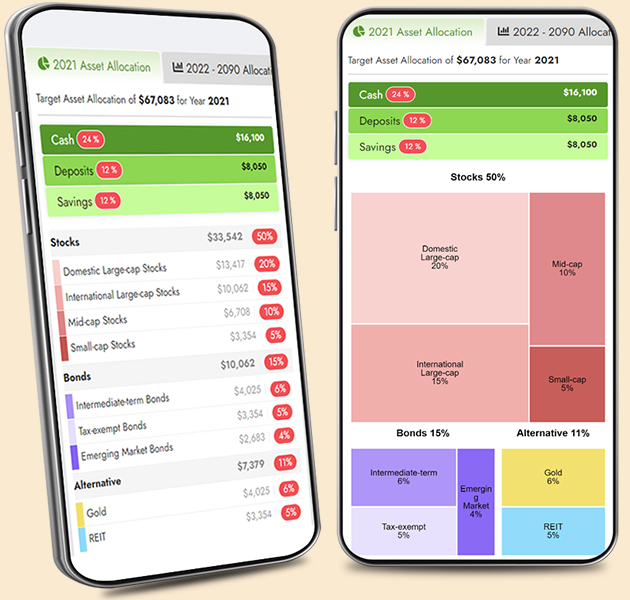 2021 Asset Allocation
2022 - 2090 Allocat
Target Asset Allocation of $67,083 for Year 2021
Cash 24 % $16,100
Deposits 12 % $8,050
Savings 12 % $8,050
Stocks $33,542 50%
Domestic Large-cap Stocks $13,417 20%
International Large-cap Stocks $10,062 15%
Mid-cap Stocks $6,708 10%
Small-cap Stocks $3,354 5%
Bonds $10,062 15%
Intermediate-term Bonds $4,025 6%
Tax-exempt Bonds $3,354 5%
Emerging Market Bonds $2,683 4%
Alternative $7,379 11%
Gold $4,025 6%
REIT $3,354 5%
2021 Asset Allocation
2022 - 2090 Allocat
Target Asset Allocation of $67,083 for Year 2021
Cash 24 % $16,100
Deposits 12 % $8,050
Savings 12 % $8,050
Stocks 50%
Domestic
Large-cap
20%
Mid-cap
10%
International
Large-cap
15%
Small-cap
5%
Bonds 15%
Alternative 11%
Intermediate-term
6%
Emergin
g
Market
4%
Tax-exempt
5%
Gold
6%
REIT
5%